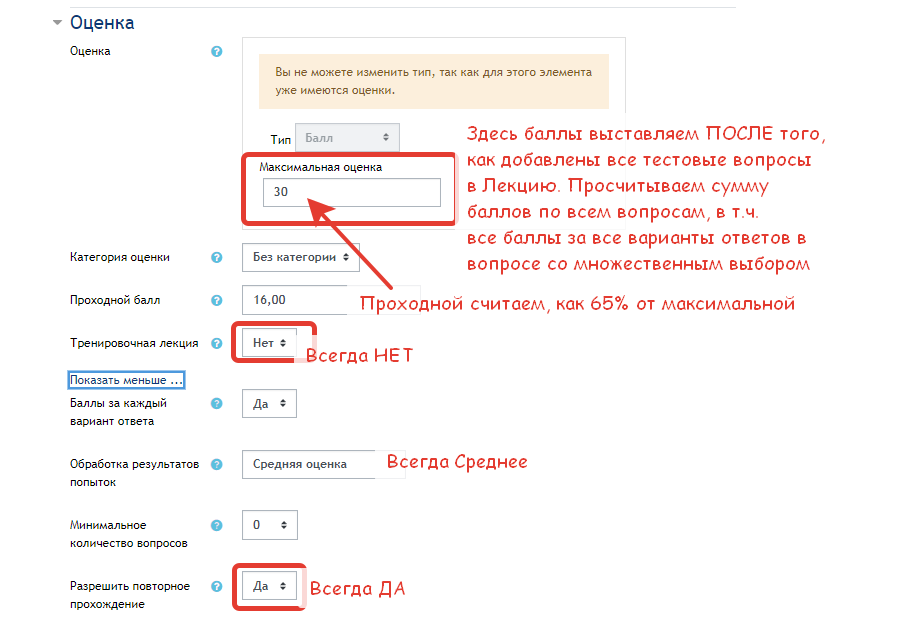 Оценка
Оценка
Вы не можете изменить тип, так как для этого элемента
уже имеются оценки.
Тип Балл
Максимальная оценка
30
Здесь баллы выставляем ПОСЛЕ того,
как добавлены все тестовые вопросы
в Лекцию. Просчитываем сумму
баллов по всем вопросам, в т.ч.
все баллы за все варианты ответов в
вопросе со множественным выбором
Категория оценки
Без категории
Проходной балл
16,00
Проходной считаем, как 65% от максимальной
Тренировочная лекция
Нет
Всегда НЕТ
Показать меньше ...
Баллы за каждый
вариант ответа
Да
Обработка результатов
попыток
Средняя оценка
Всегда Среднее
Минимальное
количество вопросов
0
Разрешить повторное
прохождение
Да
Всегда ДА